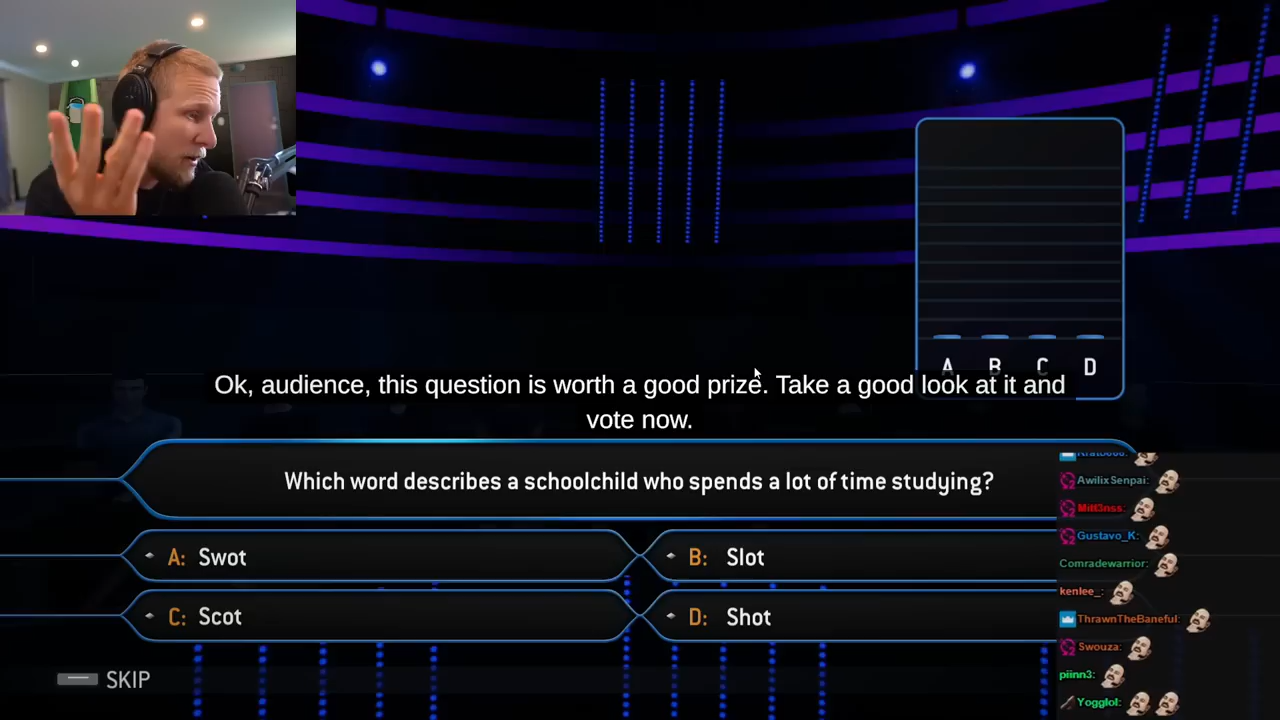 A B C D
Ok, audience, this question is worth a good prize. Take a good look at it and
vote now.
Which word describes a schoolchild who spends a lot of time studying?
A: Swot
B: Slot
C: Scot
D: Shot
SKIP
AwilixSenpai:
Mitt3nss:
Gustavo_K:
Comradewarrior:
kenlee_:
ThrawnTheBaneful:
Swouza:
piinn3:
Yogglol: